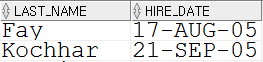 LAST_NAME HIRE_DATE
Fay 17-AUG-05
Kochhar 21-SEP-05